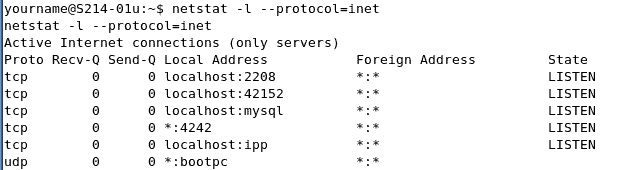 yourname@S214-01u:~$ netstat -l --protocol=inet
netstat -l --protocol=inet
Active Internet connections (only servers)
Proto Recv-Q Send-Q Local Address           Foreign Address         State
tcp        0      0 localhost:2208          *:*                     LISTEN
tcp        0      0 localhost:42152         *:*                     LISTEN
tcp        0      0 localhost:mysql         *:*                     LISTEN
tcp        0      0 *:4242                  *:*                     LISTEN
tcp        0      0 localhost:ipp           *:*                     LISTEN
udp        0      0 *:bootpc                *:*